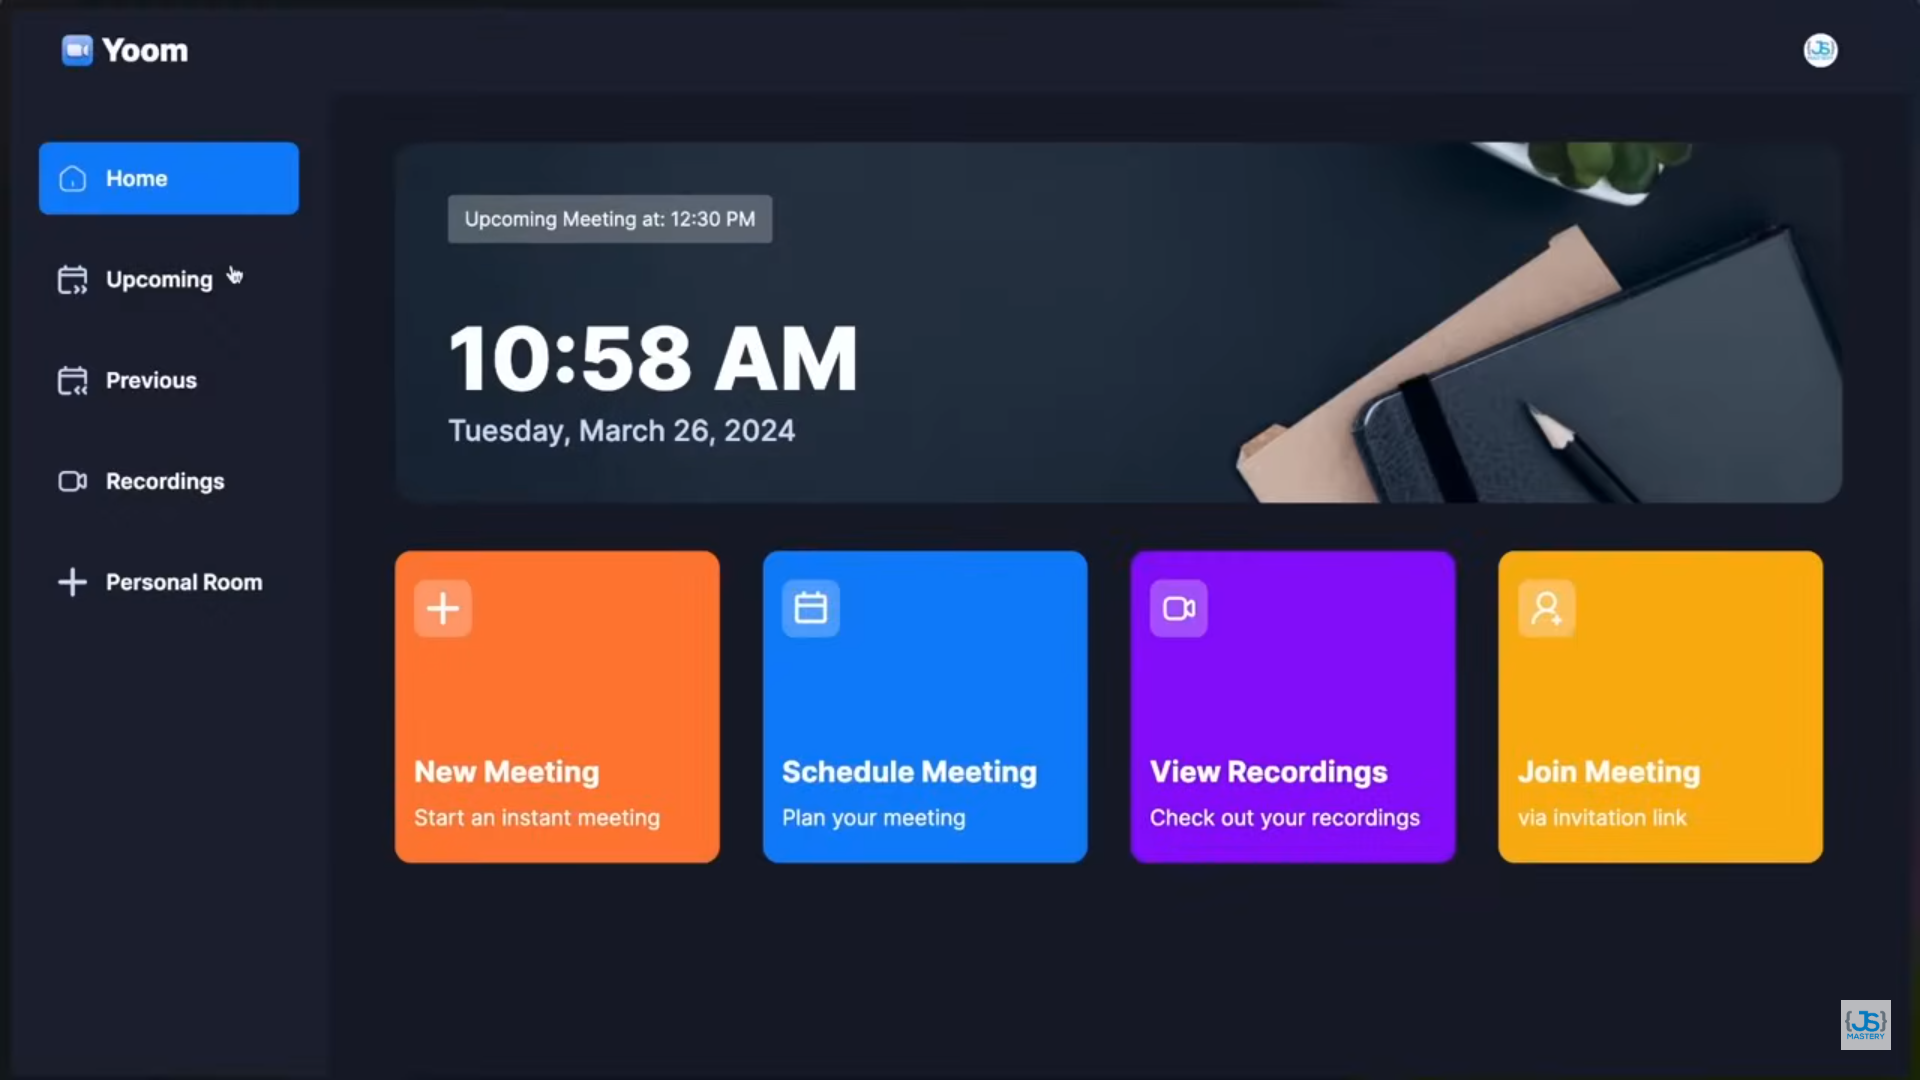 Yoom
{JS}
MASTERY
Home
Upcoming
Previous
Recordings
Personal Room
Upcoming Meeting at: 12:30 PM
10:58 AM
Tuesday, March 26, 2024
New Meeting
Start an instant meeting
Schedule Meeting
Plan your meeting
View Recordings
Check out your recordings
Join Meeting
via invitation link
{JS}
MASTERY